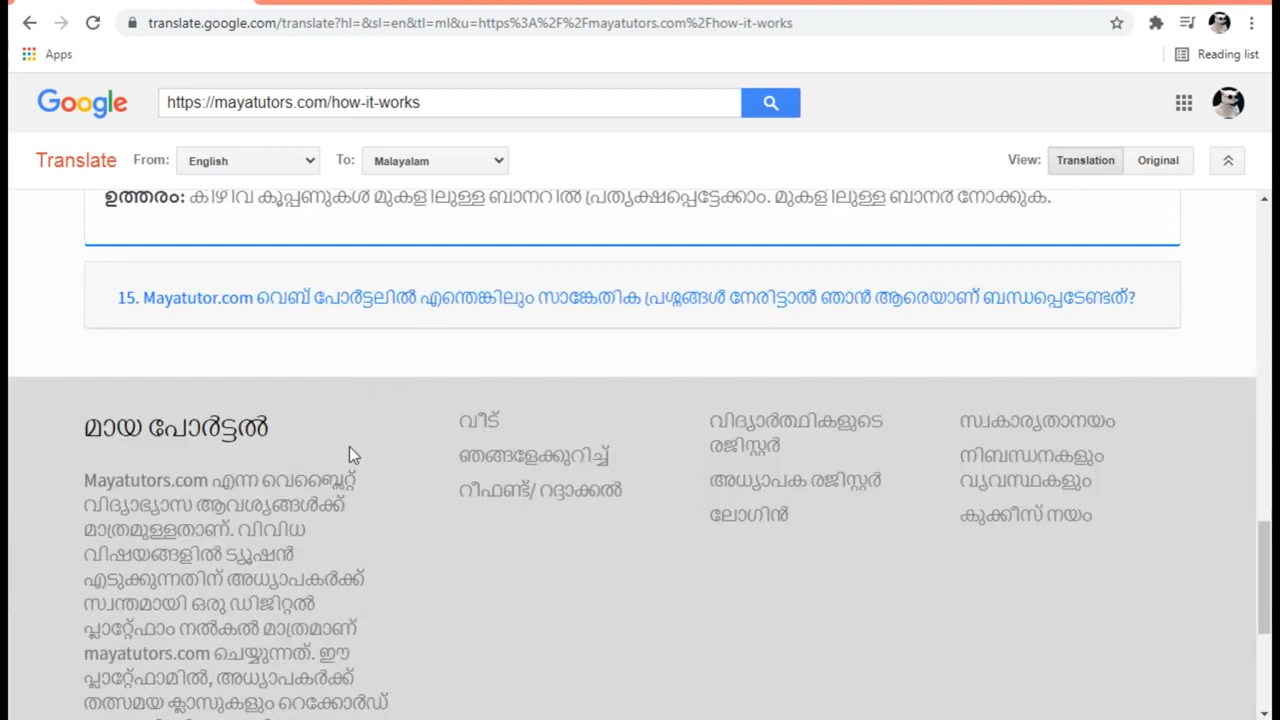 translate.google.com/translate?hl=&sl=en&tl=ml&u=https%3A%2F%2Fmayatutors.com%2Fhow-it-works
Apps
Reading list
Google
https://mayatutors.com/how-it-works
Translate From: English To: Malayalam View: Translation Original
ഉത്തരം: കിഴിവ് കൂപ്പണുകൾ മുകളിലുള്ള ബാനറിൽ പ്രത്യക്ഷപ്പെട്ടേക്കാം. മുകളിലുള്ള ബാനർ നോക്കുക.
15. Mayatutor.com വെബ് പോർട്ടലിൽ എന്തെങ്കിലും സാങ്കേതിക പ്രശ്നങ്ങൾ നേരിട്ടാൽ ഞാൻ ആരെയാണ് ബന്ധപ്പെടേണ്ടത്?
മായ പോർട്ടൽ
Mayatutors.com എന്ന വെബ്സൈറ്റ്
വിദ്യാഭ്യാസ ആവശ്യങ്ങൾക്ക്
മാത്രമുള്ളതാണ്. വിവിധ
വിഷയങ്ങളിൽ ട്യൂഷൻ
എടുക്കുന്നതിന് അധ്യാപകർക്ക്
സ്വന്തമായി ഒരു ഡിജിറ്റൽ
പ്ലാറ്റ്ഫോം നൽകൽ മാത്രമാണ്
mayatutors.com ചെയ്യുന്നത്. ഈ
പ്ലാറ്റ്ഫോമിൽ, അധ്യാപകർക്ക്
തത്സമയ ക്ലാസുകളും റെക്കോർഡ്
വീട്
ഞങ്ങളേക്കുറിച്ച്
റീഫണ്ട്/ റദ്ദാക്കൽ
വിദ്യാർത്ഥികളുടെ
രജിസ്റ്റർ
അധ്യാപക രജിസ്റ്റർ
ലോഗിൻ
സ്വകാര്യതാനയം
നിബന്ധനകളും
വ്യവസ്ഥകളും
കുക്കീസ് നയം